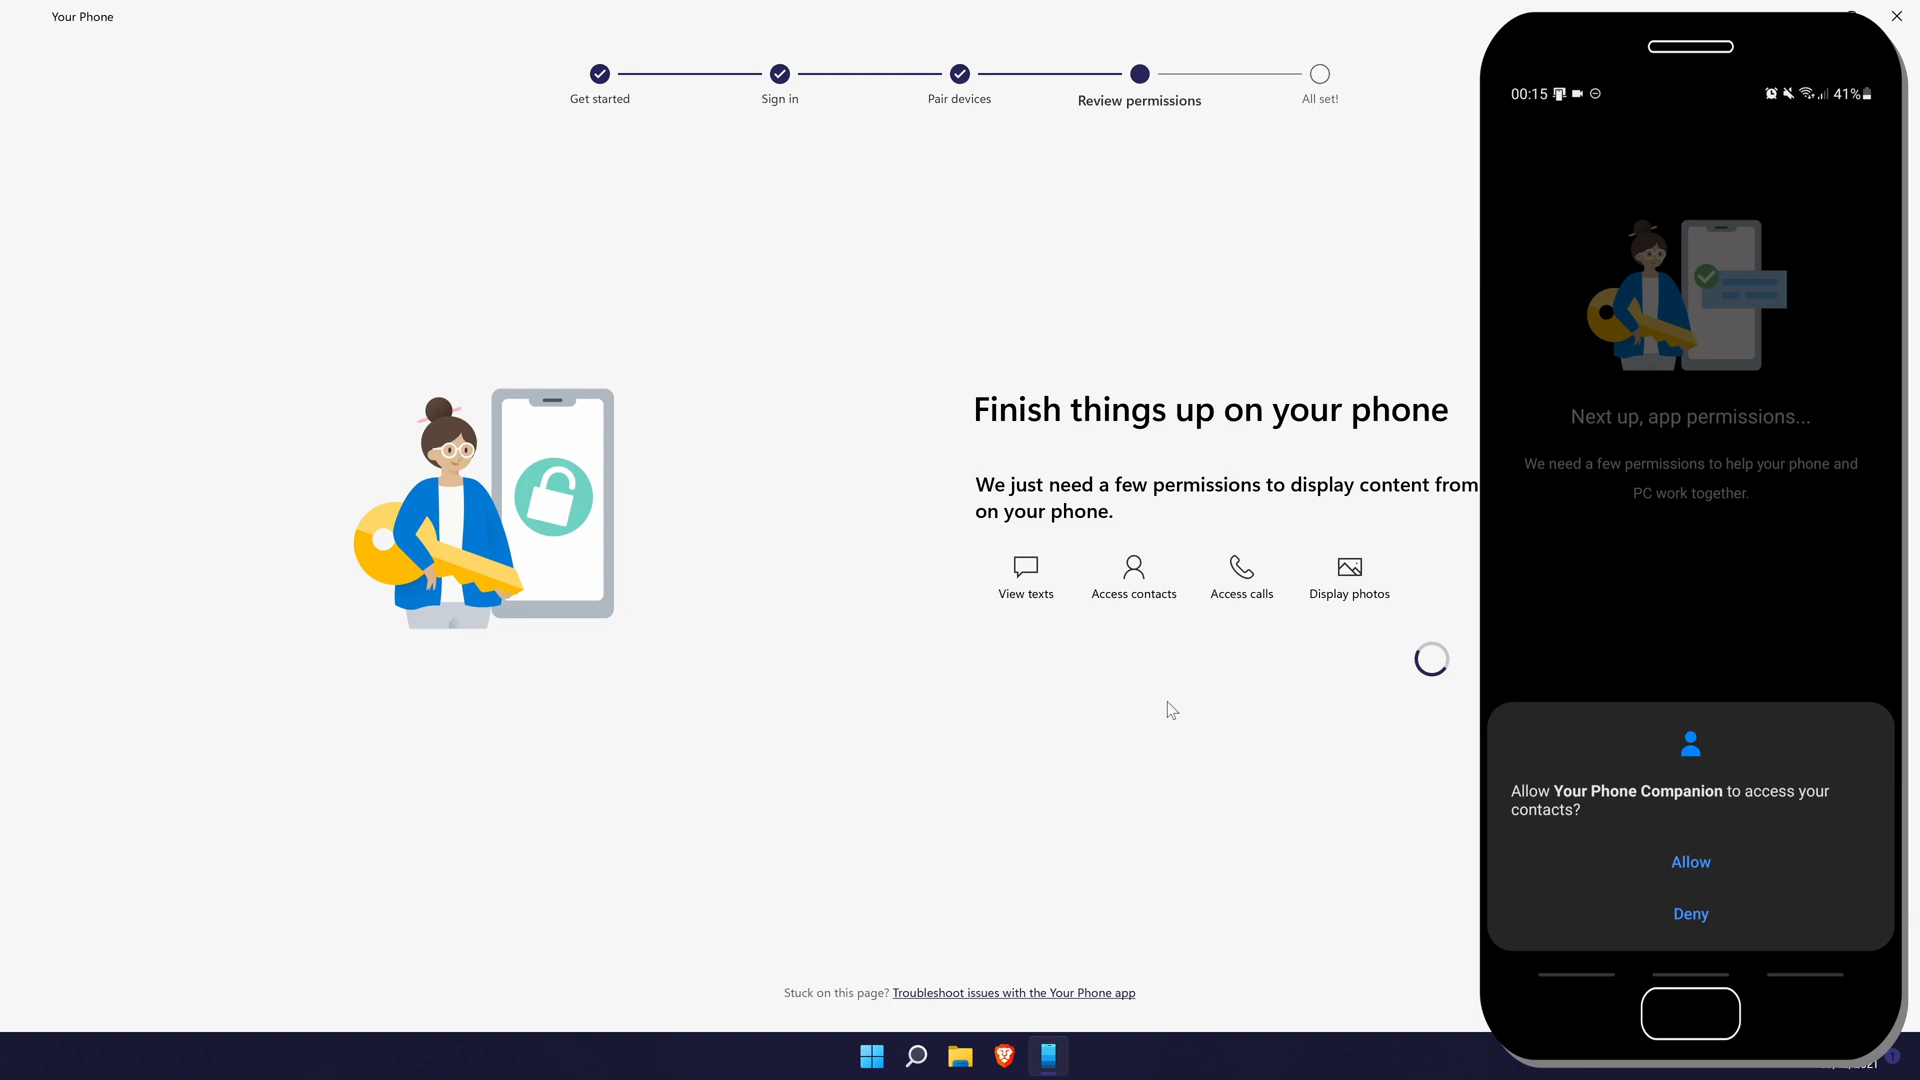 Your Phone
Get started
Sign in
Pair devices
Review permissions
All set!
Finish things up on your phone
We just need a few permissions to display content from
on your phone.
View texts
Access contacts
Access calls
Display photos
Stuck on this page? Troubleshoot issues with the Your Phone app
00:15
41%
Next up, app permissions...
We need a few permissions to help your phone and
PC work together.
Allow Your Phone Companion to access your
contacts?
Allow
Deny
1